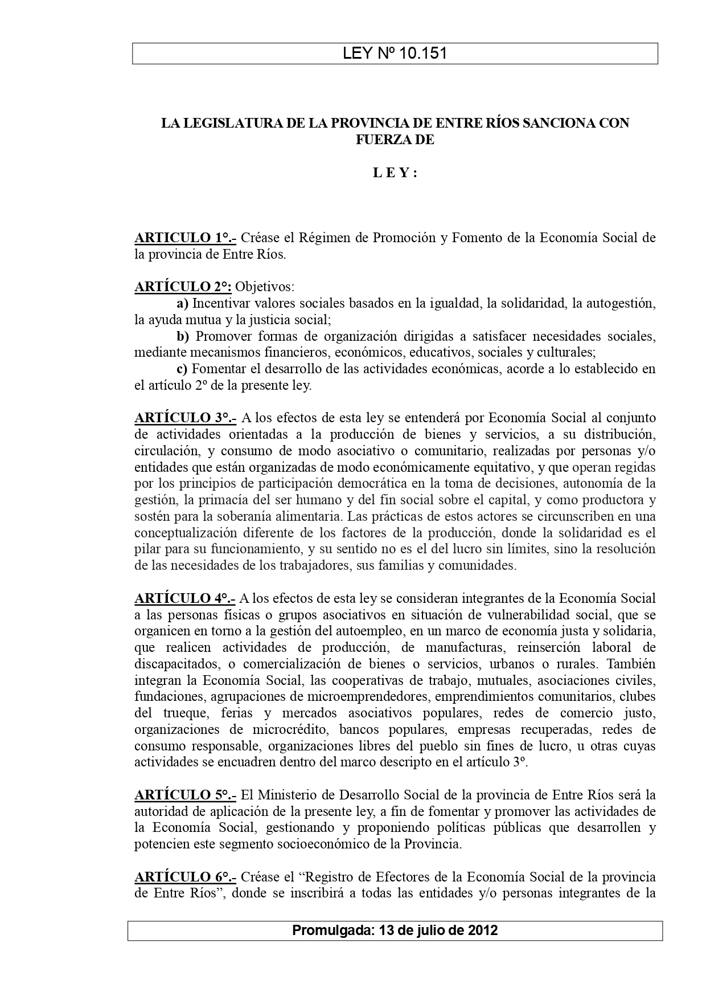 LEY Nº 10.151
LA LEGISLATURA DE LA PROVINCIA DE ENTRE RÍOS SANCIONA CON
FUERZA DE
L E Y :
ARTICULO 1°.- Créase el Régimen de Promoción y Fomento de la Economía Social de
la provincia de Entre Ríos.
ARTÍCULO 2°: Objetivos:
a) Incentivar valores sociales basados en la igualdad, la solidaridad, la autogestión,
la ayuda mutua y la justicia social;
b) Promover formas de organización dirigidas a satisfacer necesidades sociales,
mediante mecanismos financieros, económicos, educativos, sociales y culturales;
c) Fomentar el desarrollo de las actividades económicas, acorde a lo establecido en
el artículo 2º de la presente ley.
ARTÍCULO 3°.- A los efectos de esta ley se entenderá por Economía Social al conjunto
de actividades orientadas a la producción de bienes y servicios, a su distribución,
circulación, y consumo de modo asociativo o comunitario, realizadas por personas y/o
entidades que están organizadas de modo económicamente equitativo, y que operan regidas
por los principios de participación democrática en la toma de decisiones, autonomía de la
gestión, la primacía del ser humano y del fin social sobre el capital, y como productora y
sostén para la soberanía alimentaria. Las prácticas de estos actores se circunscriben en una
conceptualización diferente de los factores de la producción, donde la solidaridad es el
pilar para su funcionamiento, y su sentido no es el del lucro sin límites, sino la resolución
de las necesidades de los trabajadores, sus familias y comunidades.
ARTÍCULO 4°.- A los efectos de esta ley se consideran integrantes de la Economía Social
a las personas físicas o grupos asociativos en situación de vulnerabilidad social, que se
organicen en torno a la gestión del autoempleo, en un marco de economía justa y solidaria,
que realicen actividades de producción, de manufacturas, reinserción laboral de
discapacitados, o comercialización de bienes o servicios, urbanos o rurales. También
integran la Economía Social, las cooperativas de trabajo, mutuales, asociaciones civiles,
fundaciones, agrupaciones de microemprendedores, emprendimientos comunitarios, clubes
del trueque, ferias y mercados asociativos populares, redes de comercio justo,
organizaciones de microcrédito, bancos populares, empresas recuperadas, redes de
consumo responsable, organizaciones libres del pueblo sin fines de lucro, u otras cuyas
actividades se encuadren dentro del marco descripto en el artículo 3º.
ARTÍCULO 5°.- El Ministerio de Desarrollo Social de la provincia de Entre Ríos será la
autoridad de aplicación de la presente ley, a fin de fomentar y promover las actividades de
la Economía Social, gestionando y proponiendo políticas públicas que desarrollen y
potencien este segmento socioeconómico de la Provincia.
ARTÍCULO 6°.- Créase el “Registro de Efectores de la Economía Social de la provincia
de Entre Ríos”, donde se inscribirá a todas las entidades y/o personas integrantes de la
Promulgada: 13 de julio de 2012